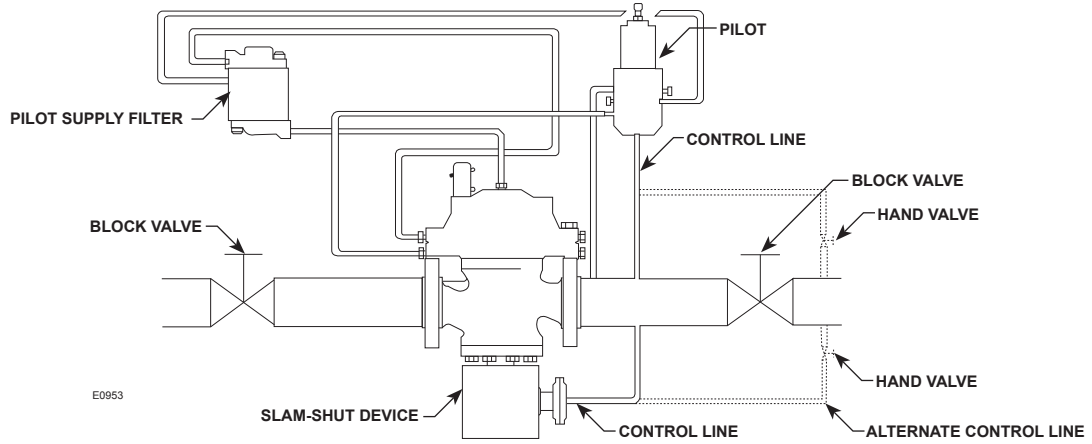 PILOT
PILOT SUPPLY FILTER
CONTROL LINE
BLOCK VALVE
HAND VALVE
BLOCK VALVE
HAND VALVE
E0953
SLAM-SHUT DEVICE
CONTROL LINE
ALTERNATE CONTROL LINE